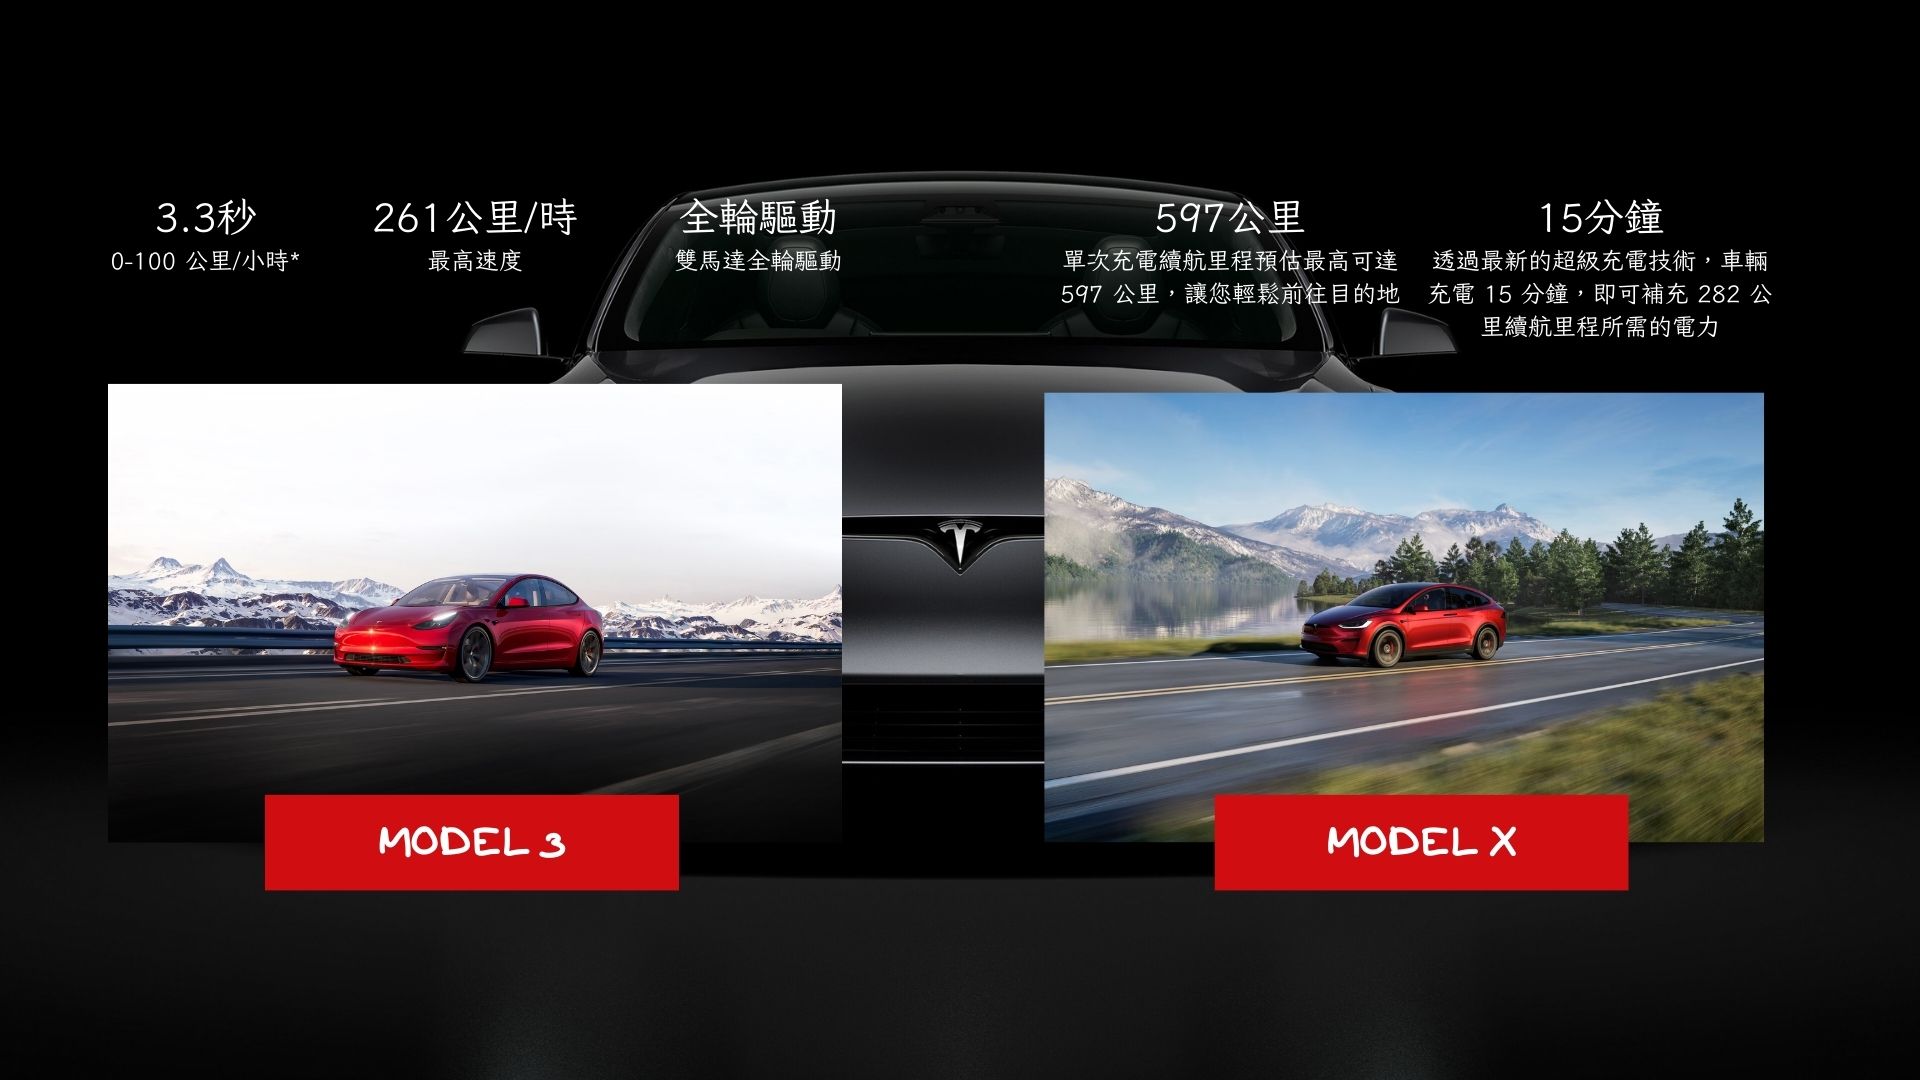 3.3秒
0-100 公里/小時*
261公里/時
最高速度
全輪驅動
雙馬達全輪驅動
597公里
單次充電續航里程預估最高可達
597 公里，讓您輕鬆前往目的地
15分鐘
透過最新的超級充電技術，車輛
充電 15 分鐘，即可補充 282 公
里續航里程所需的電力
MODEL 3
MODEL X